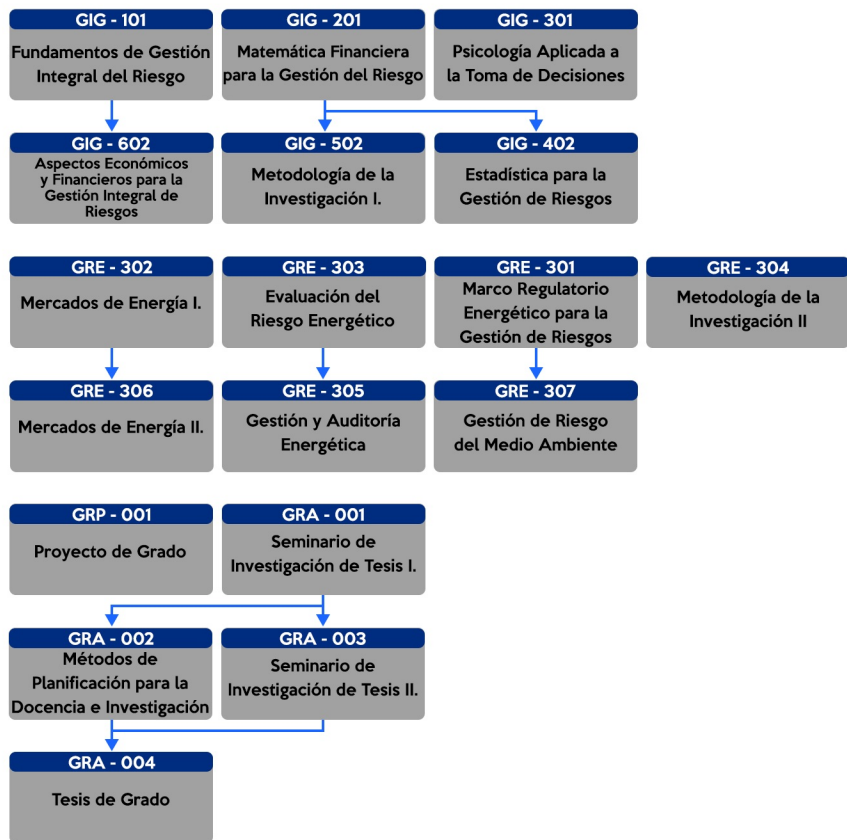 GIG - 101
Fundamentos de Gestión
Integral del Riesgo
GIG - 201
Matemática Financiera
para la Gestión del Riesgo
GIG - 301
Psicología Aplicada a
la Toma de Decisiones
GIG - 602
Aspectos Económicos
y Financieros para la
Gestión Integral de
Riesgos
GIG - 502
Metodología de la
Investigación I.
GIG - 402
Estadística para la
Gestión de Riesgos
GRE - 302
Mercados de Energía I.
GRE - 303
Evaluación del
Riesgo Energético
GRE - 301
Marco Regulatorio
Energético para la
Gestión de Riesgos
GRE - 304
Metodología de la
Investigación II
GRE - 306
Mercados de Energía II.
GRE - 305
Gestión y Auditoría
Energética
GRE - 307
Gestión de Riesgo
del Medio Ambiente
GRP - 001
Proyecto de Grado
GRA - 001
Seminario de
Investigación de Tesis I.
GRA - 002
Métodos de
Planificación para la
Docencia e Investigación
GRA - 003
Seminario de
Investigación de Tesis II.
GRA - 004
Tesis de Grado